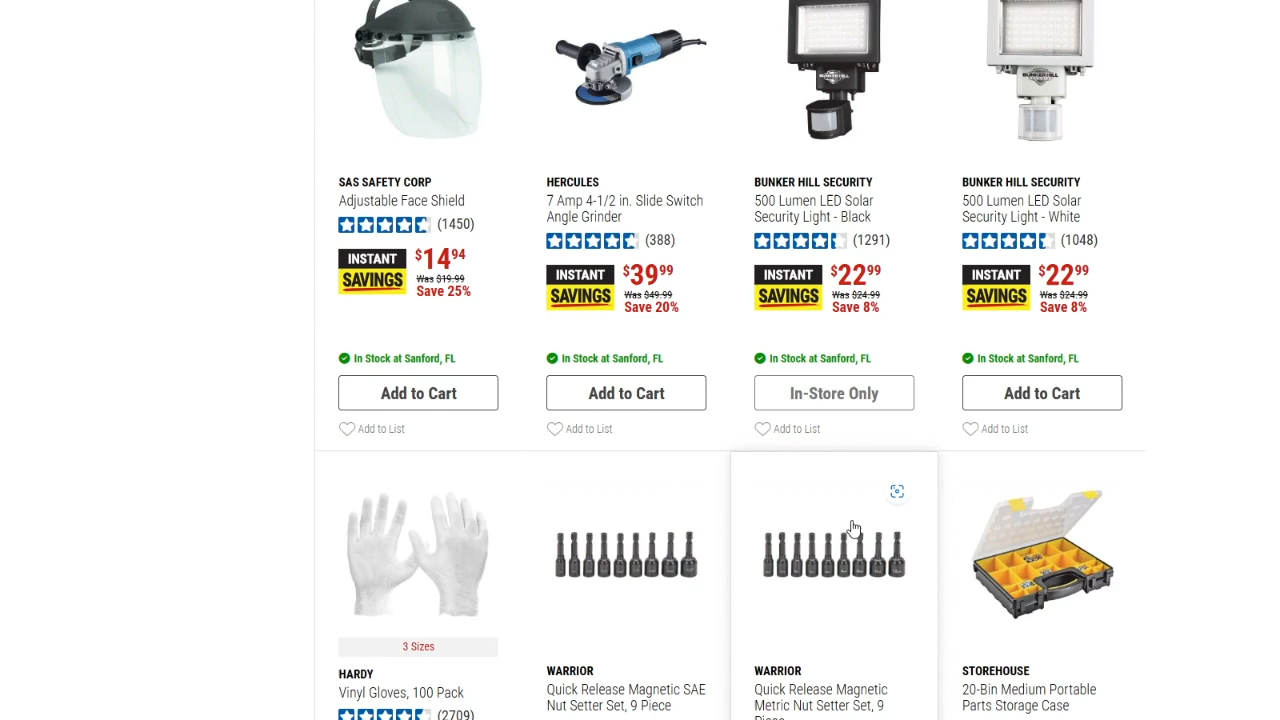 BUNKER HILL
BUNKER HILL
SAS SAFETY CORP
Adjustable Face Shield
(1450)
INSTANT
SAVINGS
$14 94
Was $19.99
Save 25%
HERCULES
7 Amp 4-1/2 in. Slide Switch
Angle Grinder
(388)
INSTANT
SAVINGS
$39 99
Was $49.99
Save 20%
BUNKER HILL SECURITY
500 Lumen LED Solar
Security Light - Black
(1291)
INSTANT
SAVINGS
$22 99
Was $24.99
Save 8%
BUNKER HILL SECURITY
500 Lumen LED Solar
Security Light - White
(1048)
INSTANT
SAVINGS
$22 99
Was $24.99
Save 8%
In Stock at Sanford, FL
In Stock at Sanford, FL
In Stock at Sanford, FL
In Stock at Sanford, FL
Add to Cart
Add to Cart
In-Store Only
Add to Cart
Add to List
Add to List
Add to List
Add to List
3 Sizes
HARDY
Vinyl Gloves, 100 Pack
(2709)
WARRIOR
Quick Release Magnetic SAE
Nut Setter Set, 9 Piece
WARRIOR
Quick Release Magnetic
Metric Nut Setter Set, 9
Piece
STOREHOUSE
20-Bin Medium Portable
Parts Storage Case